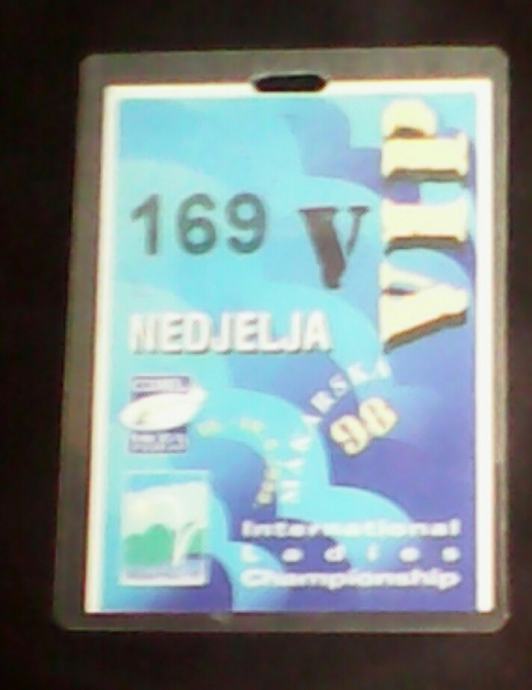 VIP
169 V
NEDJELJA
MAKARSKA
98
International
Ladies
Championship